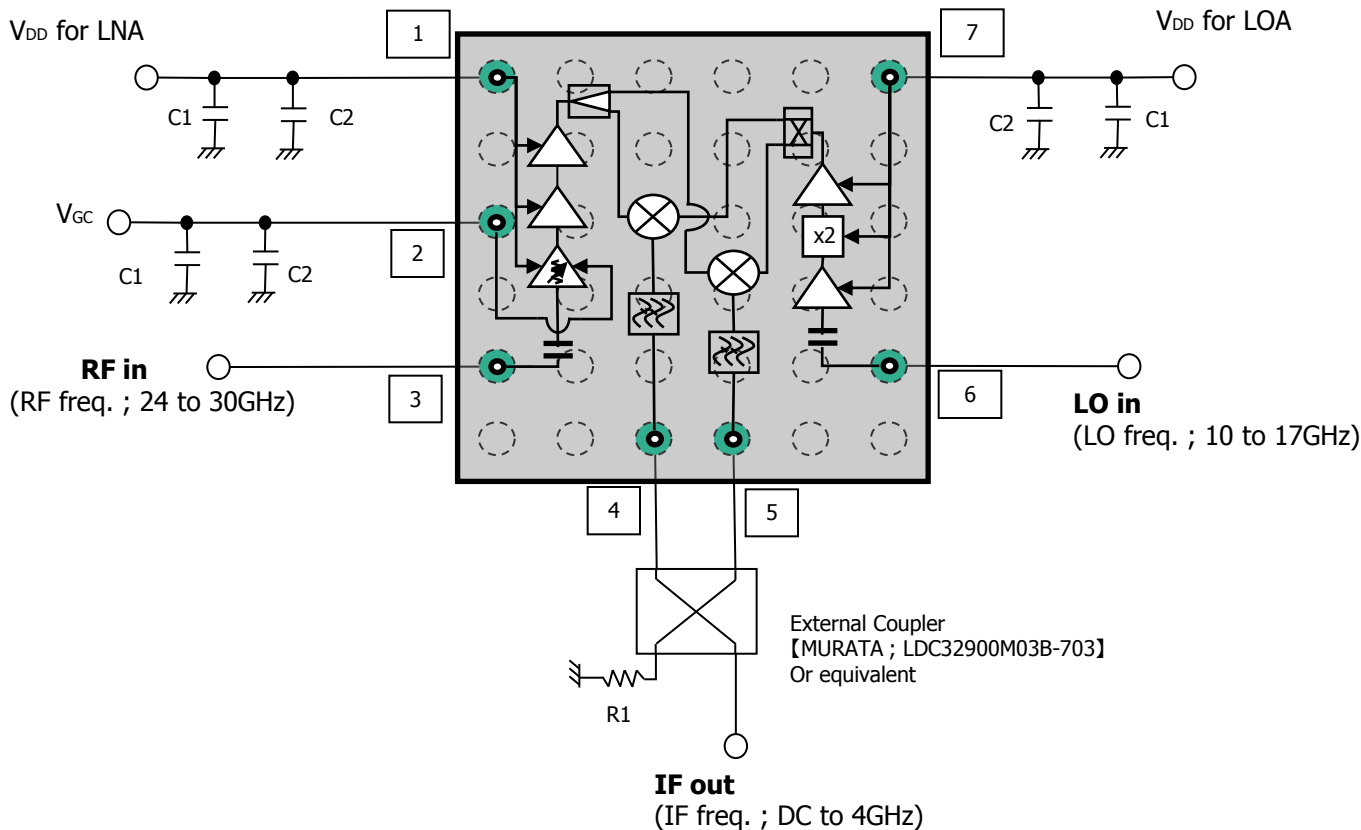 VDD for LNA
1
7
VDD for LOA
C1
C2
C2
C1
VGC
2
C1
C2
x2
RF in
(RF freq. ; 24 to 30GHz)
3
6
LO in
(LO freq. ; 10 to 17GHz)
4
5
External Coupler
【MURATA ; LDC32900M03B-703】
Or equivalent
R1
IF out
(IF freq. ; DC to 4GHz)